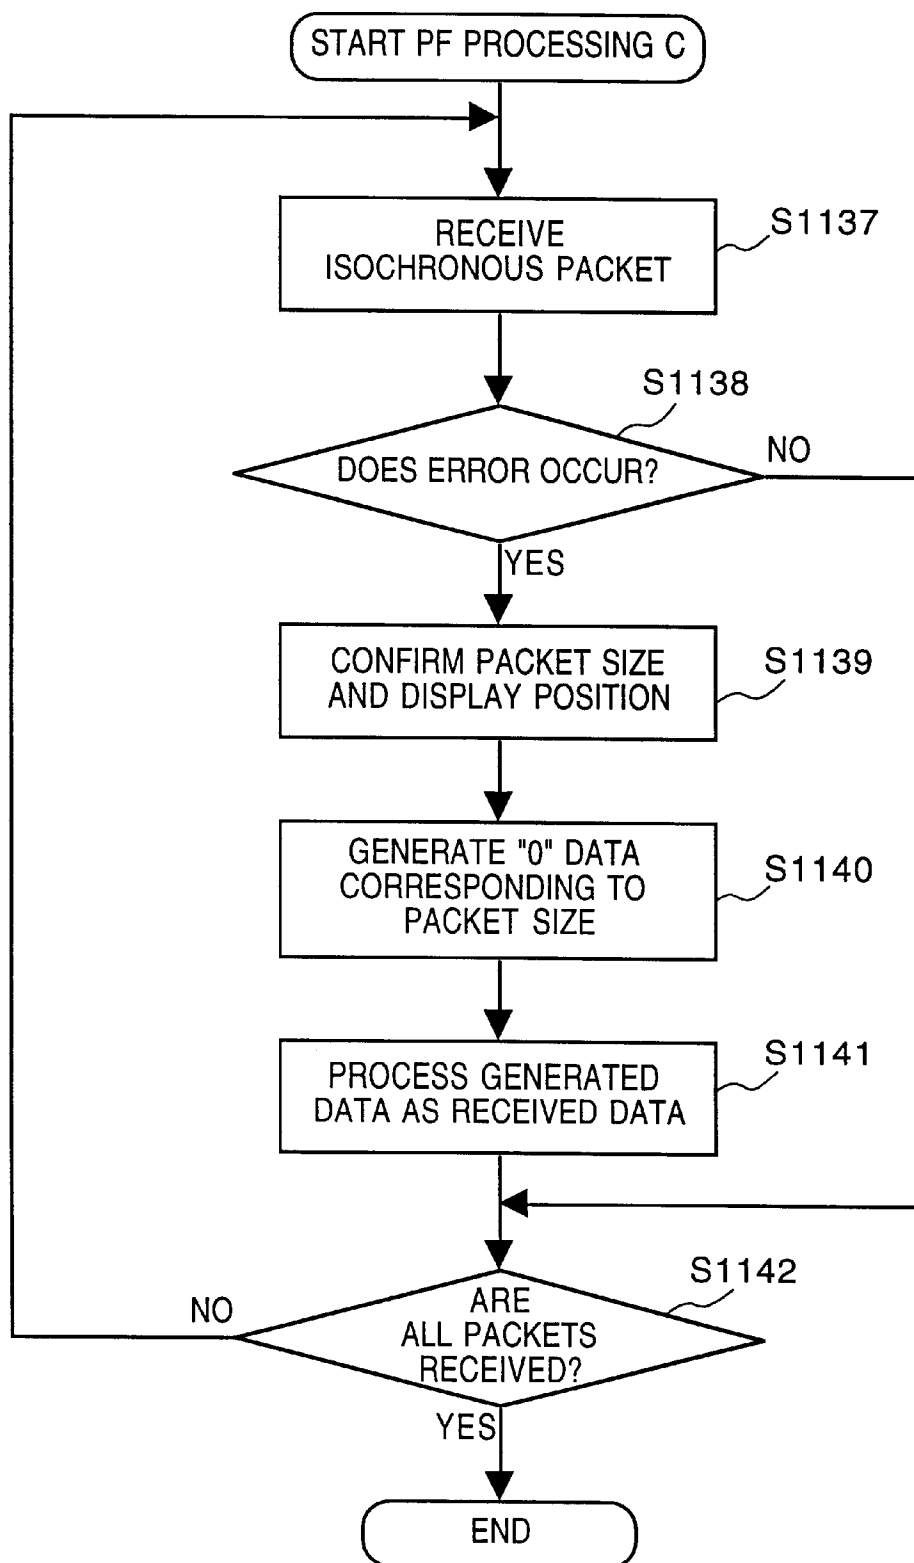 START PF PROCESSING C
RECEIVE
ISOCHRONOUS PACKET
S1137
S1138
DOES ERROR OCCUR?
NO
YES
CONFIRM PACKET SIZE
AND DISPLAY POSITION
S1139
GENERATE "0" DATA
CORRESPONDING TO
PACKET SIZE
S1140
PROCESS GENERATED
DATA AS RECEIVED DATA
S1141
S1142
NO
ARE
ALL PACKETS
RECEIVED?
YES
END